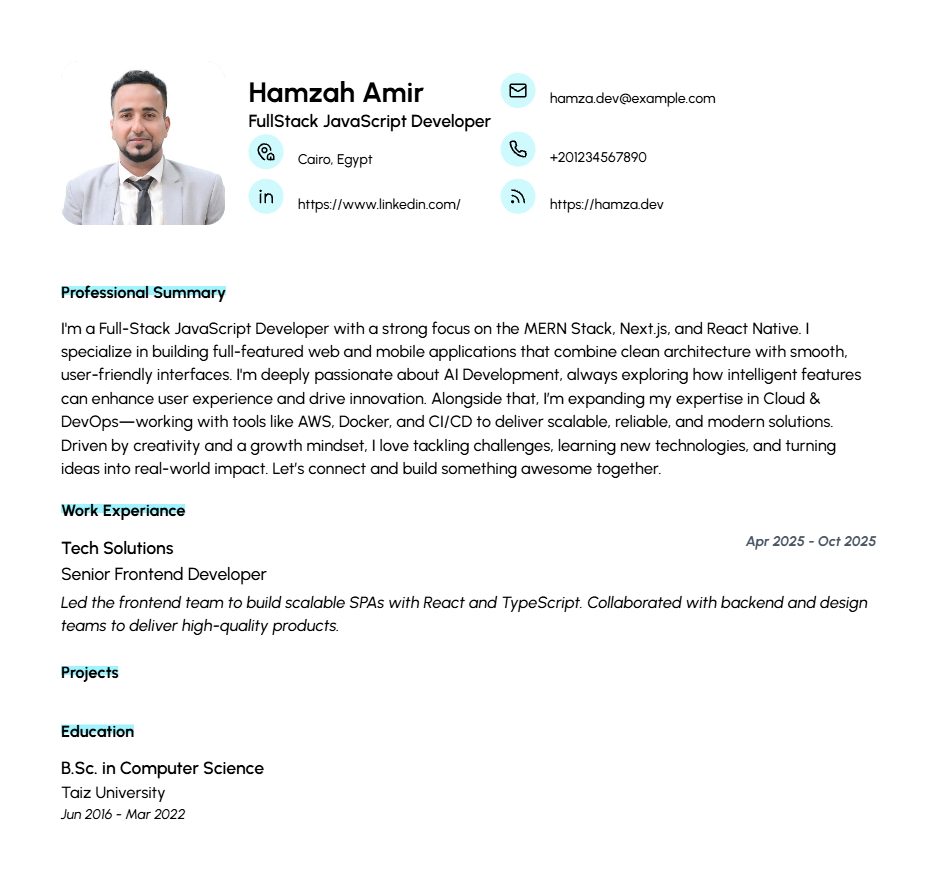 Hamzah Amir
FullStack JavaScript Developer
Cairo, Egypt
in
https://www.linkedin.com/
hamza.dev@example.com
+201234567890
https://hamza.dev
Professional Summary
I'm a Full-Stack JavaScript Developer with a strong focus on the MERN Stack, Next.js, and React Native. I
specialize in building full-featured web and mobile applications that combine clean architecture with smooth,
user-friendly interfaces. I'm deeply passionate about AI Development, always exploring how intelligent features
can enhance user experience and drive innovation. Alongside that, I'm expanding my expertise in Cloud &
DevOps—working with tools like AWS, Docker, and CI/CD to deliver scalable, reliable, and modern solutions.
Driven by creativity and a growth mindset, I love tackling challenges, learning new technologies, and turning
ideas into real-world impact. Let's connect and build something awesome together.
Work Experiance
Tech Solutions
Apr 2025 - Oct 2025
Senior Frontend Developer
Led the frontend team to build scalable SPAs with React and TypeScript. Collaborated with backend and design
teams to deliver high-quality products.
Projects
Education
B.Sc. in Computer Science
Taiz University
Jun 2016 - Mar 2022